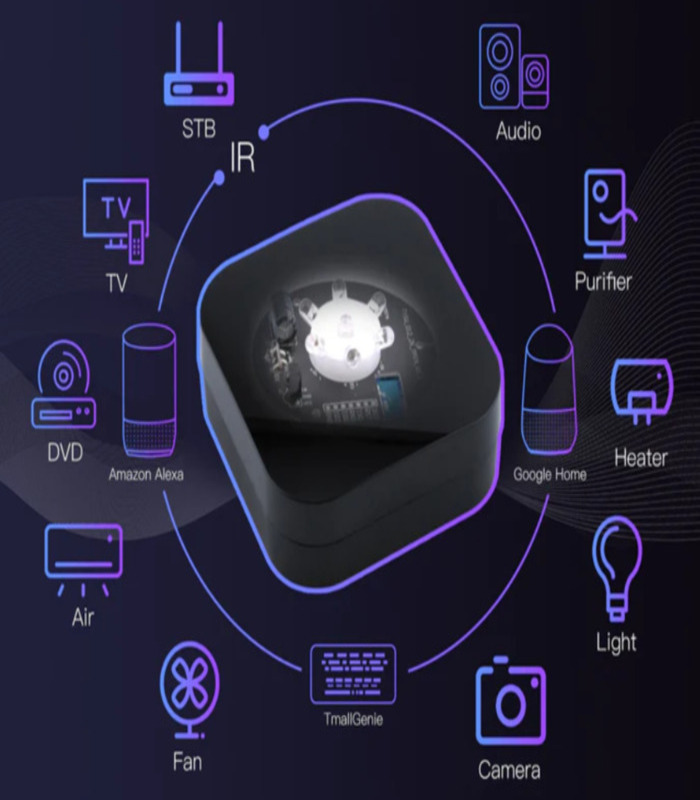 STB
Audio
IR
TV
TV
Purifier
DVD
Amazon Alexa
Google Home
Heater
Air
Light
TmallGenie
Fan
Camera